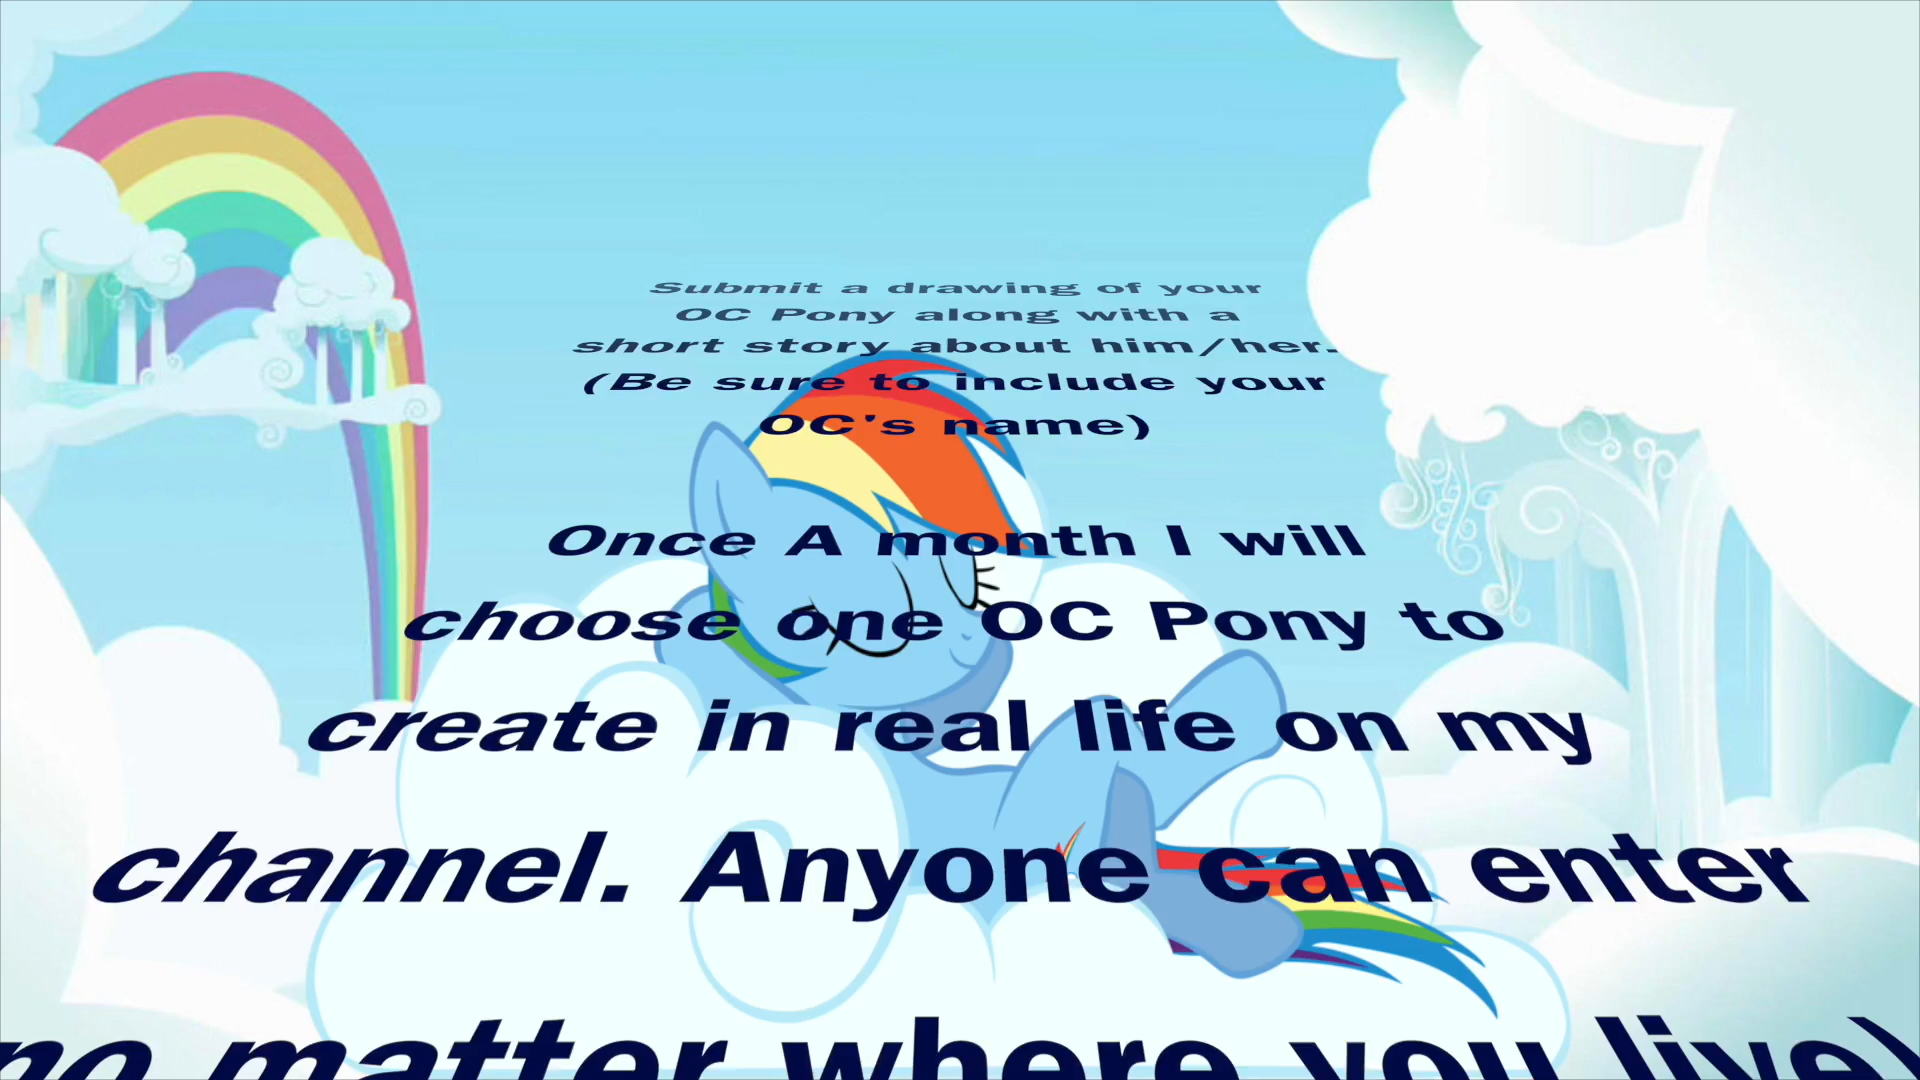 Submit a drawing of your
OC Pony along with a
short story about him/her.
(Be sure to include your
OC's name)
Once A month I will
choose one OC Pony to
create in real life on my
channel. Anyone can enter
no matter where you live)